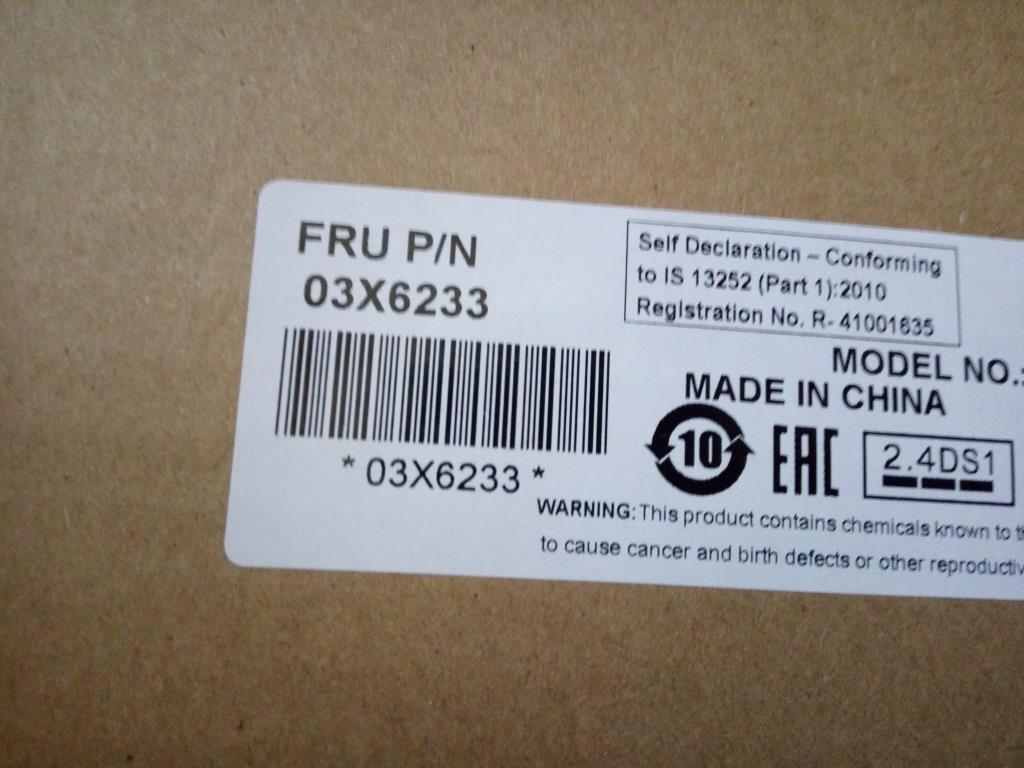 FRU P/N
03X6233
* 03X6233 *
Self Declaration – Conforming
to IS 13252 (Part 1):2010
Registration No. R- 41001635
MODEL NO.:
MADE IN CHINA
10 EAC 2.4DS1
WARNING: This product contains chemicals known to
to cause cancer and birth defects or other